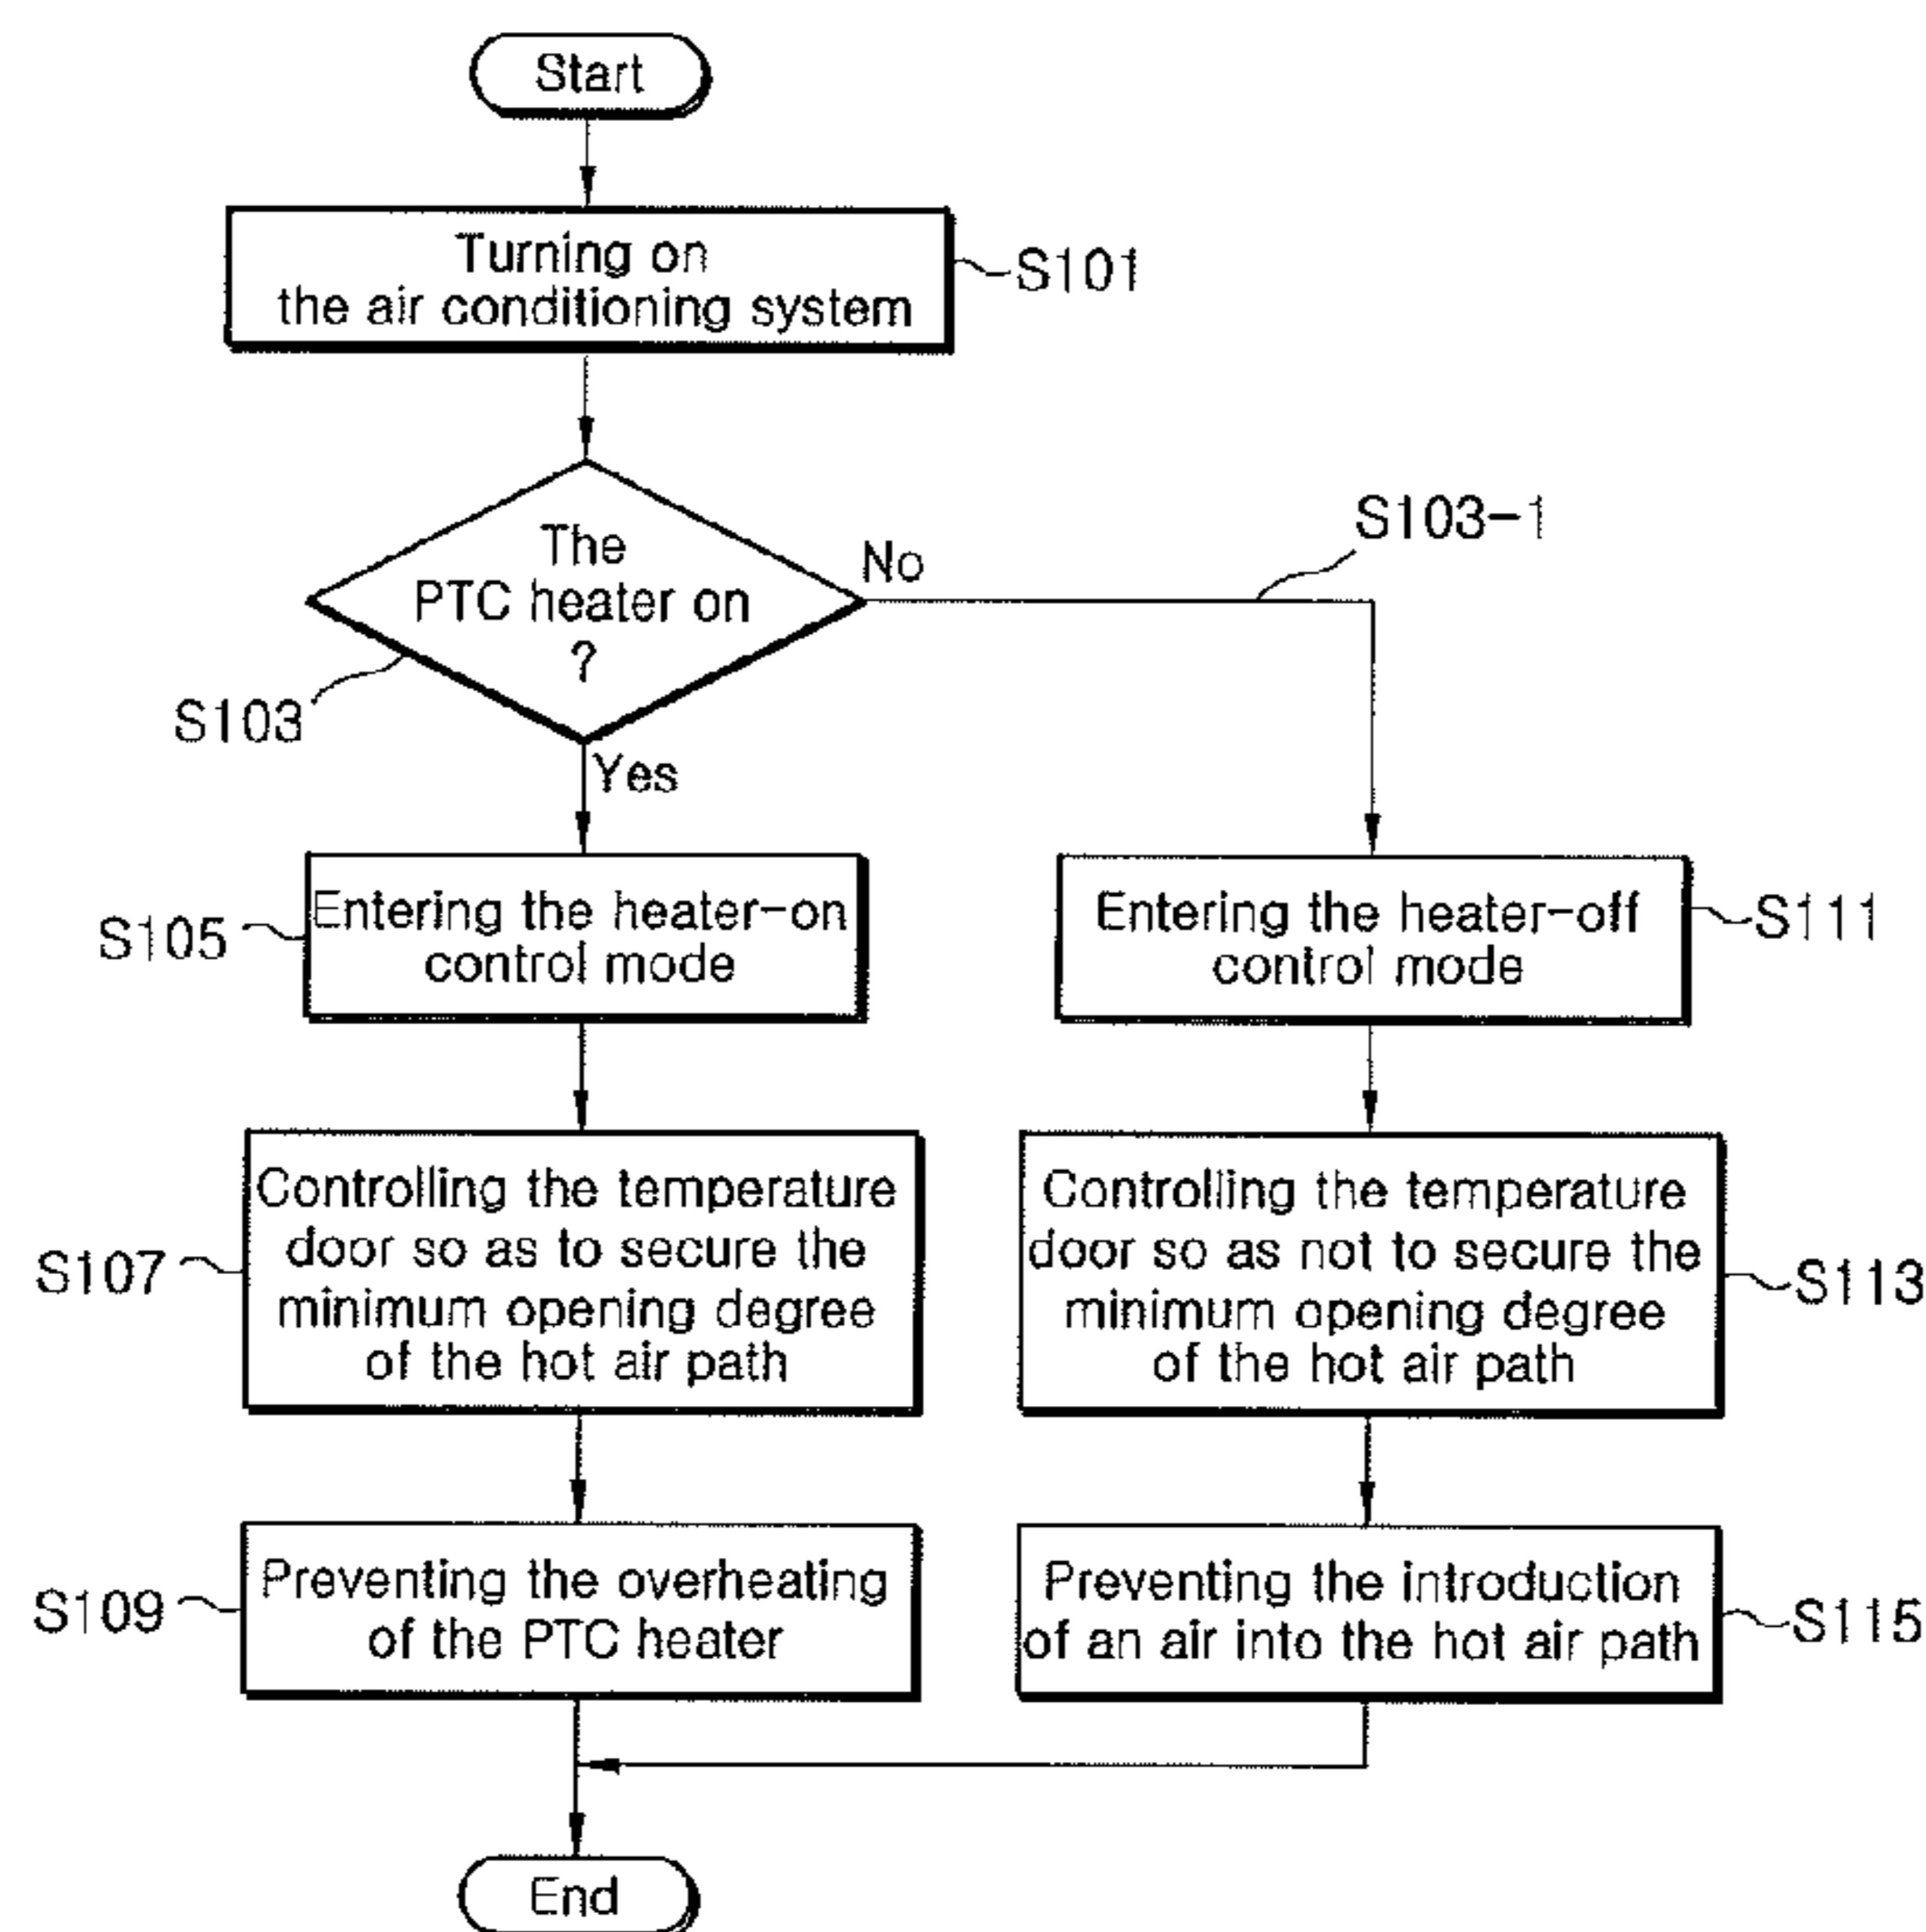 Start
Turning on
the air conditioning system
S101
The
PTC heater on
?
No
S103-1
S103
Yes
Entering the heater-on
control mode
S105
Entering the heater-off
control mode
S111
Controlling the temperature
door so as to secure the
minimum opening degree
of the hot air path
S107
Controlling the temperature
door so as not to secure the
minimum opening degree
of the hot air path
S113
Preventing the overheating
of the PTC heater
S109
Preventing the introduction
of an air into the hot air path
S115
End